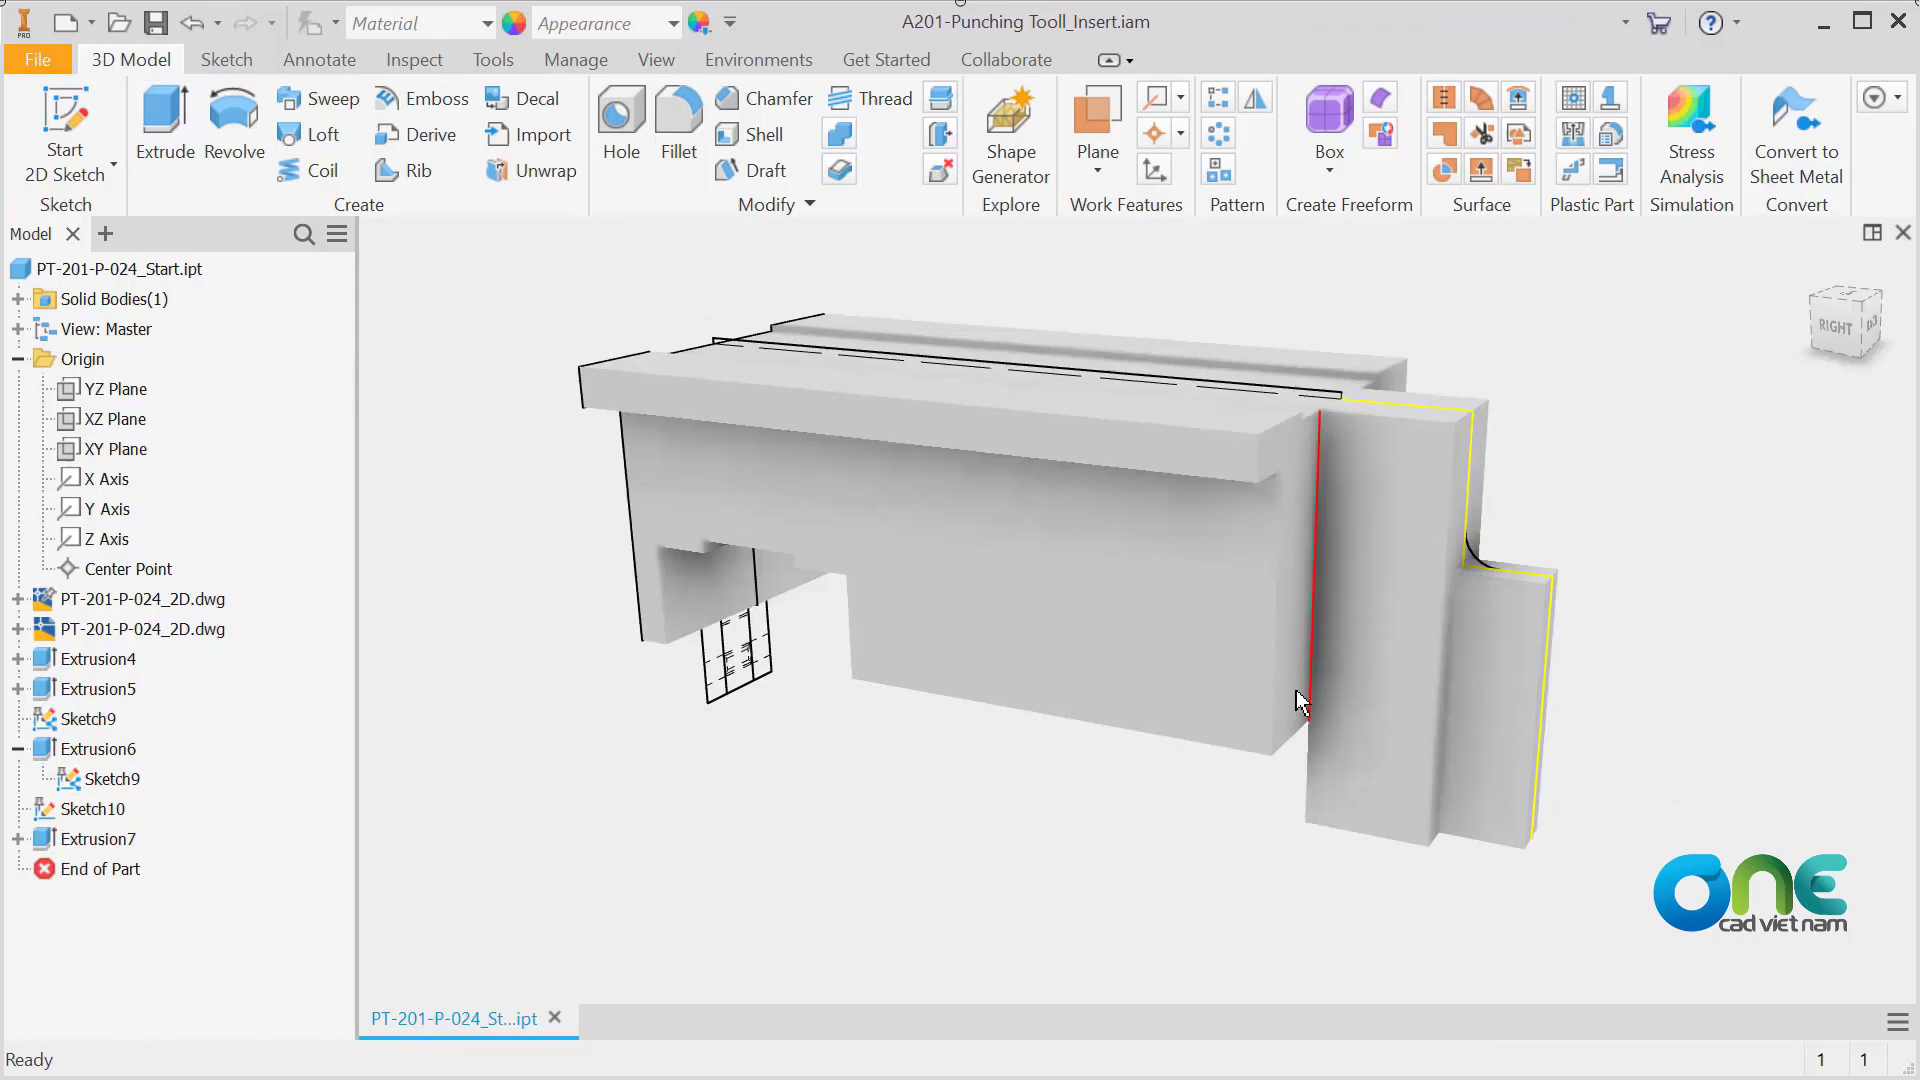 PRO
Material
Appearance
A201-Punching Tooll_Insert.iam
File
3D Model
Sketch
Annotate
Inspect
Tools
Manage
View
Environments
Get Started
Collaborate
Start
2D Sketch
Sketch
Extrude
Revolve
Sweep
Loft
Coil
Emboss
Derive
Rib
Decal
Import
Unwrap
Create
Hole
Fillet
Chamfer
Shell
Draft
Thread
Modify
Shape
Generator
Explore
Plane
Work Features
Pattern
Box
Create Freeform
Surface
Plastic Part
Stress
Analysis
Simulation
Convert to
Sheet Metal
Convert
Model
PT-201-P-024_Start.ipt
Solid Bodies(1)
View: Master
Origin
YZ Plane
XZ Plane
XY Plane
X Axis
Y Axis
Z Axis
Center Point
PT-201-P-024_2D.dwg
PT-201-P-024_2D.dwg
Extrusion4
Extrusion5
Sketch9
Extrusion6
Sketch9
Sketch10
Extrusion7
End of Part
RIGHT
one
cad viet nam
PT-201-P-024_St...ipt
Ready
1 1